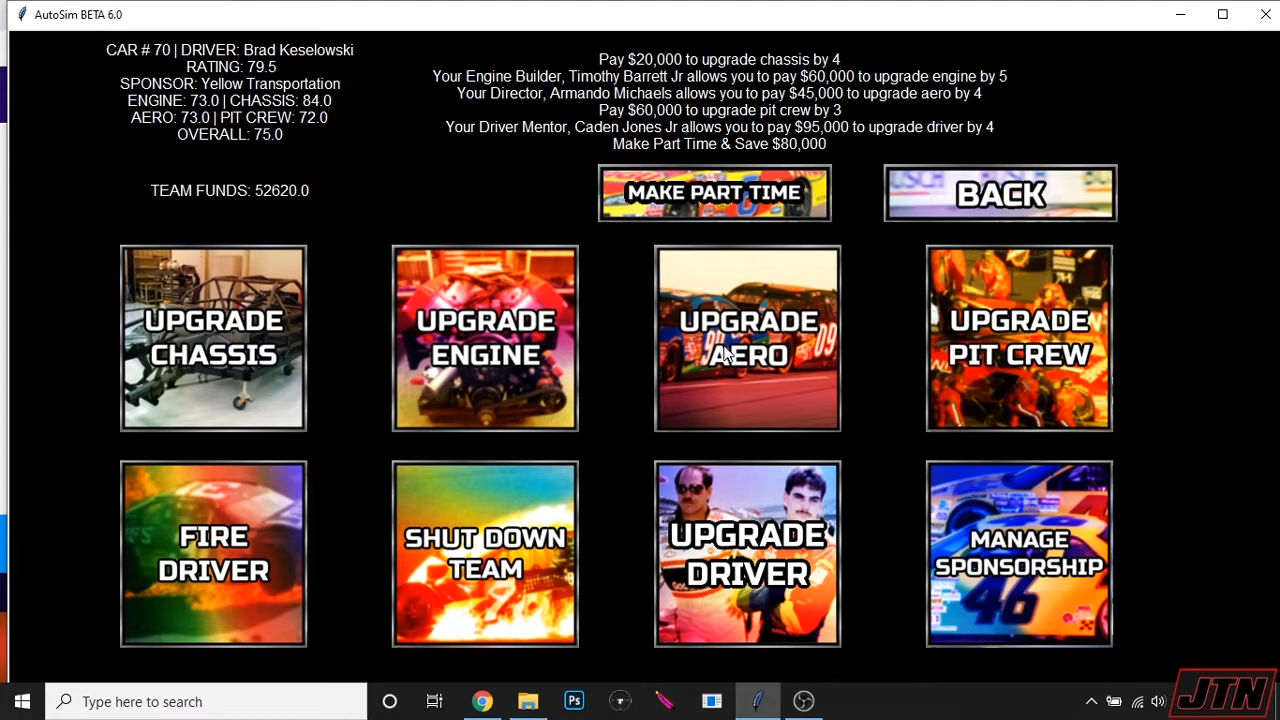 AutoSim BETA 6.0
CAR # 70 | DRIVER: Brad Keselowski
RATING: 79.5
SPONSOR: Yellow Transportation
ENGINE: 73.0 | CHASSIS: 84.0
AERO: 73.0 | PIT CREW: 72.0
OVERALL: 75.0
TEAM FUNDS: 52620.0
Pay $20,000 to upgrade chassis by 4
Your Engine Builder, Timothy Barrett Jr allows you to pay $60,000 to upgrade engine by 5
Your Director, Armando Michaels allows you to pay $45,000 to upgrade aero by 4
Pay $60,000 to upgrade pit crew by 3
Your Driver Mentor, Caden Jones Jr allows you to pay $95,000 to upgrade driver by 4
Make Part Time & Save $80,000
MAKE PART TIME
BACK
UPGRADE
CHASSIS
UPGRADE
ENGINE
UPGRADE
AERO
99
09
UPGRADE
PIT CREW
FIRE
DRIVER
SHUT DOWN
TEAM
UPGRADE
DRIVER
MANAGE
SPONSORSHIP
46
Type here to search
Ps
JTN